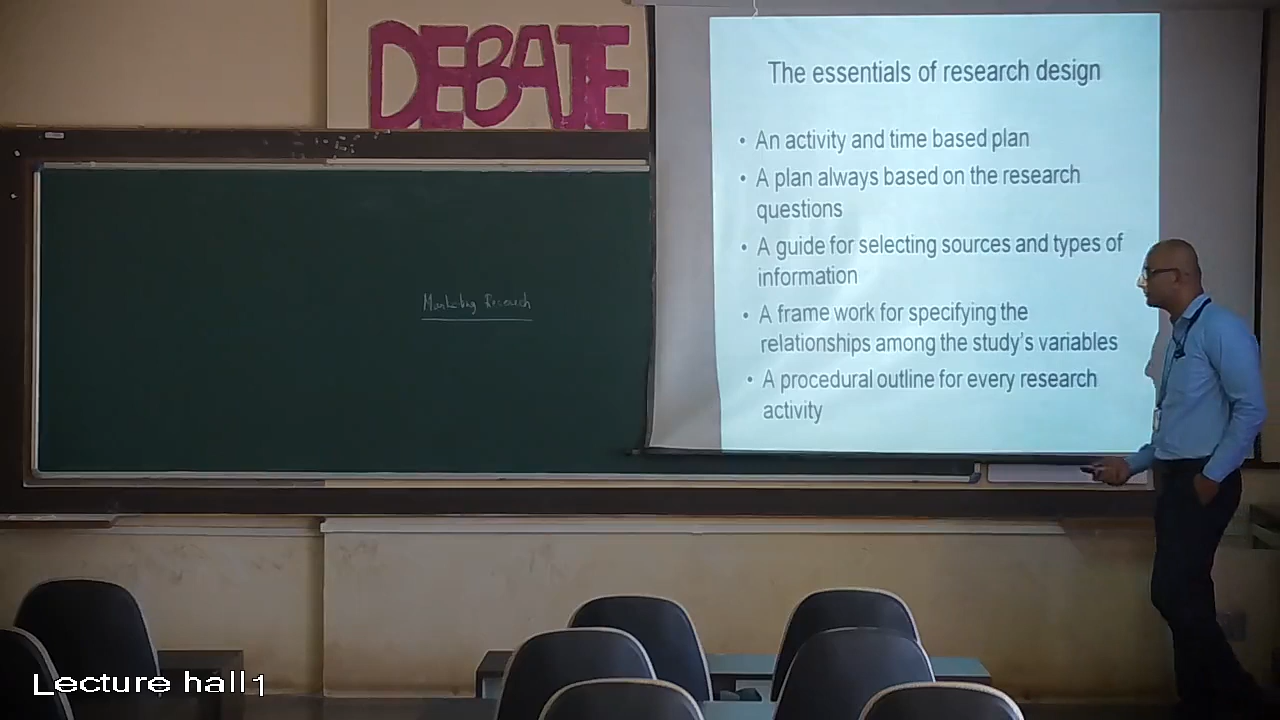 DEBATE
The essentials of research design
• An activity and time based plan
• A plan always based on the research
questions
• A guide for selecting sources and types of
information
• A frame work for specifying the
relationships among the study's variables
• A procedural outline for every research
activity
Marketing Research
Lecture hall1